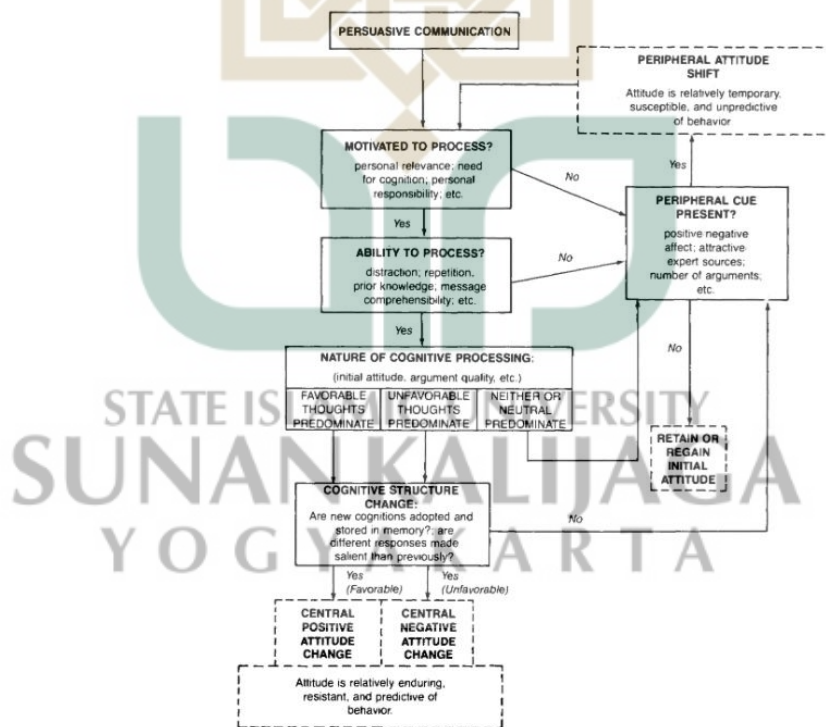 PERSUASIVE COMMUNICATION
PERIPHERAL ATTITUDE
SHIFT
Attitude is relatively temporary,
susceptible, and unpredictive
of behavior
MOTIVATED TO PROCESS?
personal relevance; need
for cognition; personal
responsibility; etc.
No
Yes
Yes
PERIPHERAL CUE
PRESENT?
positive negative
affect; attractive
expert sources;
number of arguments;
etc.
ABILITY TO PROCESS?
distraction; repetition.
prior knowledge; message
comprehensibility; etc.
No
Yes
No
NATURE OF COGNITIVE PROCESSING:
(initial attitude, argument quality, etc.)
FAVORABLE
THOUGHTS
PREDOMINATE
UNFAVORABLE
THOUGHTS
PREDOMINATE
NEITHER OR
NEUTRAL
PREDOMINATE
RETAIN OR
REGAIN
INITIAL
ATTITUDE
COGNITIVE STRUCTURE
CHANGE:
Are new cognitions adopted and
stored in memory?; are
different responses made
salient than previously?
No
Yes
(Favorable)
Yes
(Unfavorable)
CENTRAL
POSITIVE
ATTITUDE
CHANGE
CENTRAL
NEGATIVE
ATTITUDE
CHANGE
Attitude is relatively enduring,
resistant, and predictive of
behavior.
STATE ISLAMIC UNIVERSITY
SUNAN KALIJAGA
YOGYAKARTA